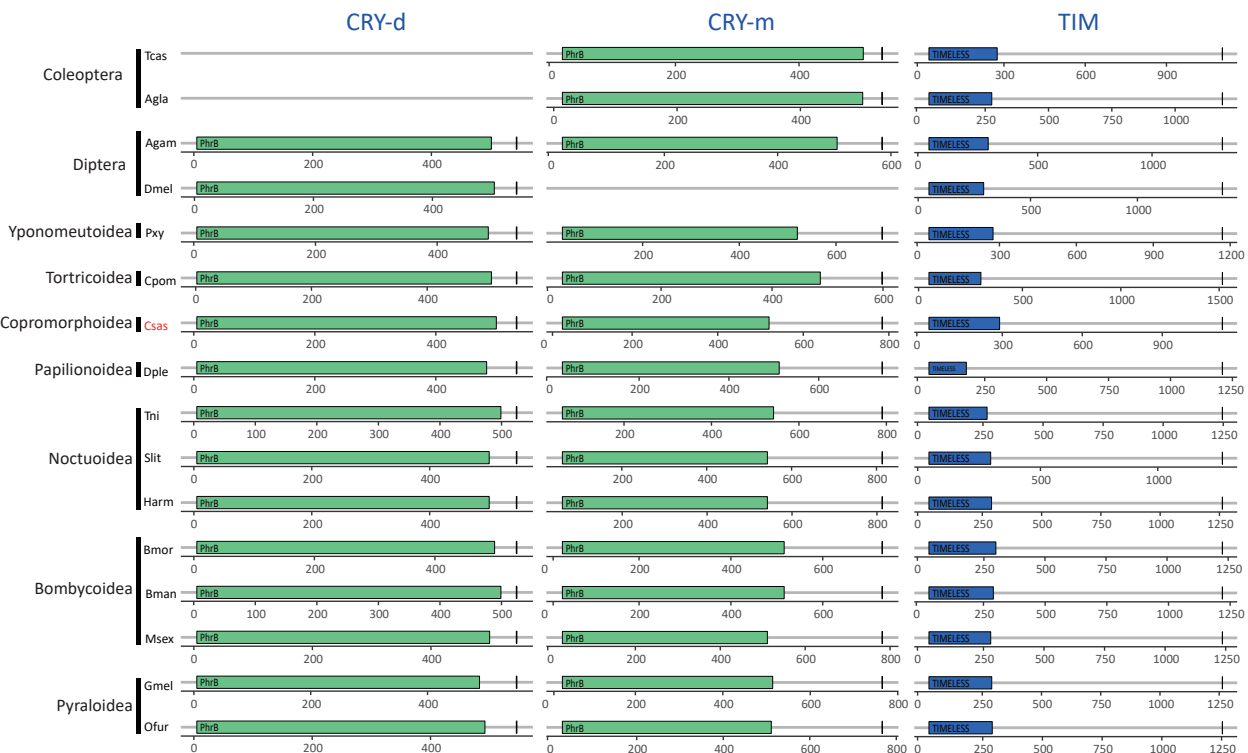 CRY-d CRY-m TIM
Coleoptera
Tcas PhrB PhrB TIMELESS
0 200 400 0 300 600 900
Agla PhrB TIMELESS
0 200 400 0 250 500 750 1000
Diptera
Agam PhrB PhrB TIMELESS
0 200 400 0 200 400 600 0 500 1000
Dmel PhrB TIMELESS
0 200 400 0 500 1000
Yponomeutoidea Pxy PhrB PhrB TIMELESS
0 200 400 200 400 600 0 300 600 900 1200
Tortricoidea Cpom PhrB PhrB TIMELESS
0 200 400 0 200 400 600 0 500 1000 1500
Copromorphoidea Csas PhrB PhrB TIMELESS
0 200 400 0 200 400 600 800 0 300 600 900
Papilionoidea Dple PhrB PhrB TIMELESS
0 200 400 0 200 400 600 0 250 500 750 1000 1250
Noctuoidea
Tni PhrB PhrB TIMELESS
0 100 200 300 400 500 200 400 600 800 0 250 500 750 1000 1250
Slit PhrB PhrB TIMELESS
0 200 400 200 400 600 800 0 500 1000
Harm PhrB PhrB TIMELESS
0 200 400 200 400 600 800 0 250 500 750 1000 1250
Bombycoidea
Bmor PhrB PhrB TIMELESS
0 200 400 0 200 400 600 0 250 500 750 1000 1250
Bman PhrB PhrB TIMELESS
0 100 200 300 400 500 0 200 400 600 0 250 500 750 1000 1250
Msex PhrB PhrB TIMELESS
0 200 400 0 200 400 600 800 0 250 500 750 1000 1250
Pyraloidea
Gmel PhrB PhrB TIMELESS
0 200 400 0 200 400 600 800 0 250 500 750 1000 1250
Ofur PhrB PhrB TIMELESS
0 200 400 0 200 400 600 800 0 250 500 750 1000 1250